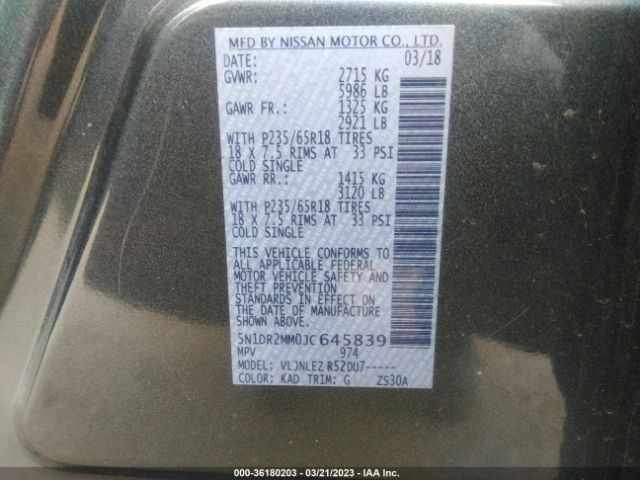 MFD BY NISSAN MOTOR CO., LTD.
DATE: 03/18
GVWR: 2715 KG
5986 LB
GAWR FR.: 1325 KG
2921 LB
WITH P235/65R18 TIRES
18 X 7.5 RIMS AT 33 PSI
COLD SINGLE
GAWR RR.: 1415 KG
3120 LB
WITH P235/65R18 TIRES
18 X 7.5 RIMS AT 33 PSI
COLD SINGLE
THIS VEHICLE CONFORMS TO
ALL APPLICABLE FEDERAL
MOTOR VEHICLE SAFETY AND
THEFT PREVENTION
STANDARDS IN EFFECT ON
THE DATE OF MANUFACTURE
SHOWN ABOVE.
5N1DR2MM0JC645839
MPV 974
MODEL: VLJNLEZ R52DU7-----
COLOR: KAD TRIM: G ZS30A
000-36180203 - 03/21/2023 - IAA Inc.